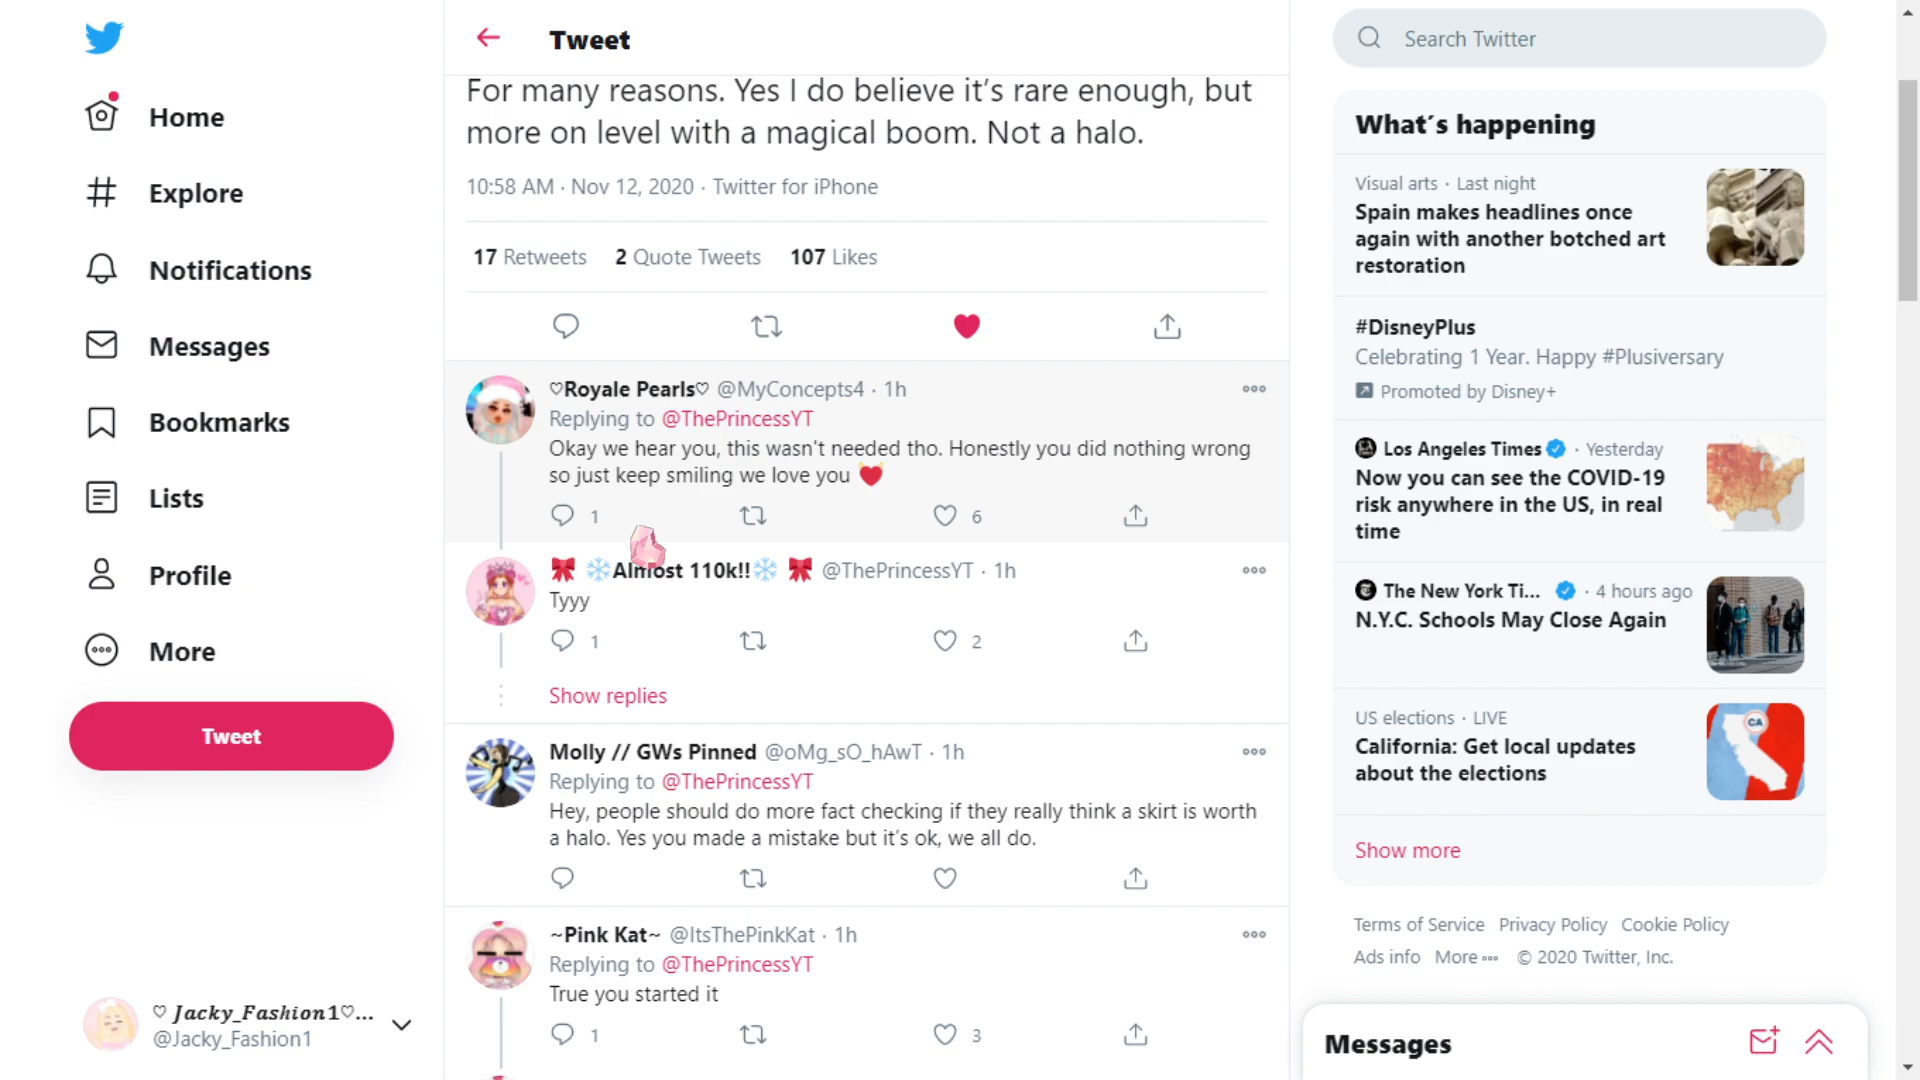 Home
Explore
Notifications
Messages
Bookmarks
Lists
Profile
More
Tweet
♡ Jacky_Fashion1♡...
@Jacky_Fashion1
Tweet
For many reasons. Yes I do believe it's rare enough, but
more on level with a magical boom. Not a halo.
10:58 AM · Nov 12, 2020 · Twitter for iPhone
17 Retweets 2 Quote Tweets 107 Likes
♡Royale Pearls♡ @MyConcepts4 · 1h
Replying to @ThePrincessYT
Okay we hear you, this wasn't needed tho. Honestly you did nothing wrong
so just keep smiling we love you ❤
1 6
🎀 ❄Almost 110k!!❄ 🎀 @ThePrincessYT · 1h
Tyyy
1 2
Show replies
Molly // GWs Pinned @oMg_sO_hAwT · 1h
Replying to @ThePrincessYT
Hey, people should do more fact checking if they really think a skirt is worth
a halo. Yes you made a mistake but it's ok, we all do.
~Pink Kat~ @ItsThePinkKat · 1h
Replying to @ThePrincessYT
True you started it
1 3
Search Twitter
What´s happening
Visual arts · Last night
Spain makes headlines once
again with another botched art
restoration
#DisneyPlus
Celebrating 1 Year. Happy #Plusiversary
Promoted by Disney+
Los Angeles Times · Yesterday
Now you can see the COVID-19
risk anywhere in the US, in real
time
The New York Ti... · 4 hours ago
N.Y.C. Schools May Close Again
US elections · LIVE
California: Get local updates
about the elections
CA
Show more
Terms of Service Privacy Policy Cookie Policy
Ads info More ··· © 2020 Twitter, Inc.
Messages